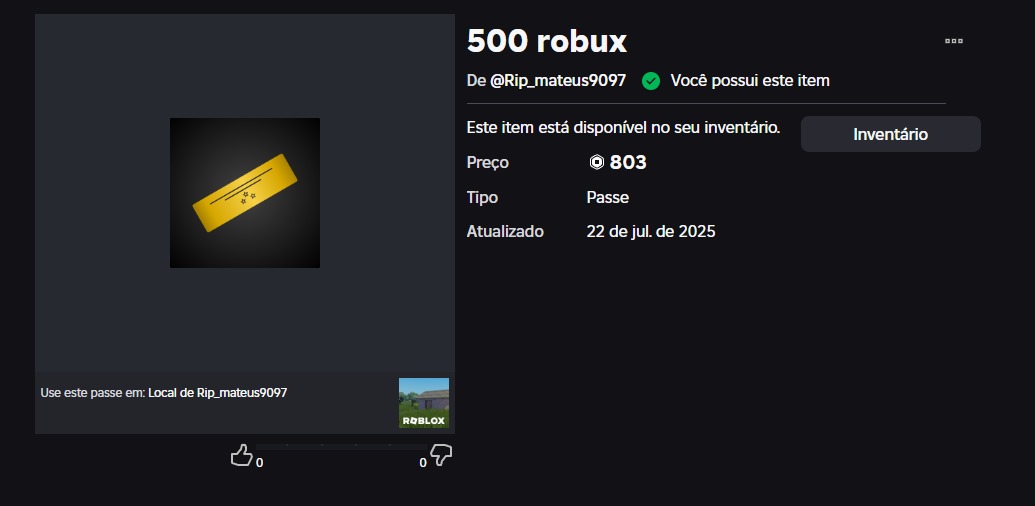 500 robux
De @Rip_mateus9097 Você possui este item
Este item está disponível no seu inventário.
Inventário
Preço 803
Tipo Passe
Atualizado 22 de jul. de 2025
Use este passe em: Local de Rip_mateus9097
ROBLOX
0 0